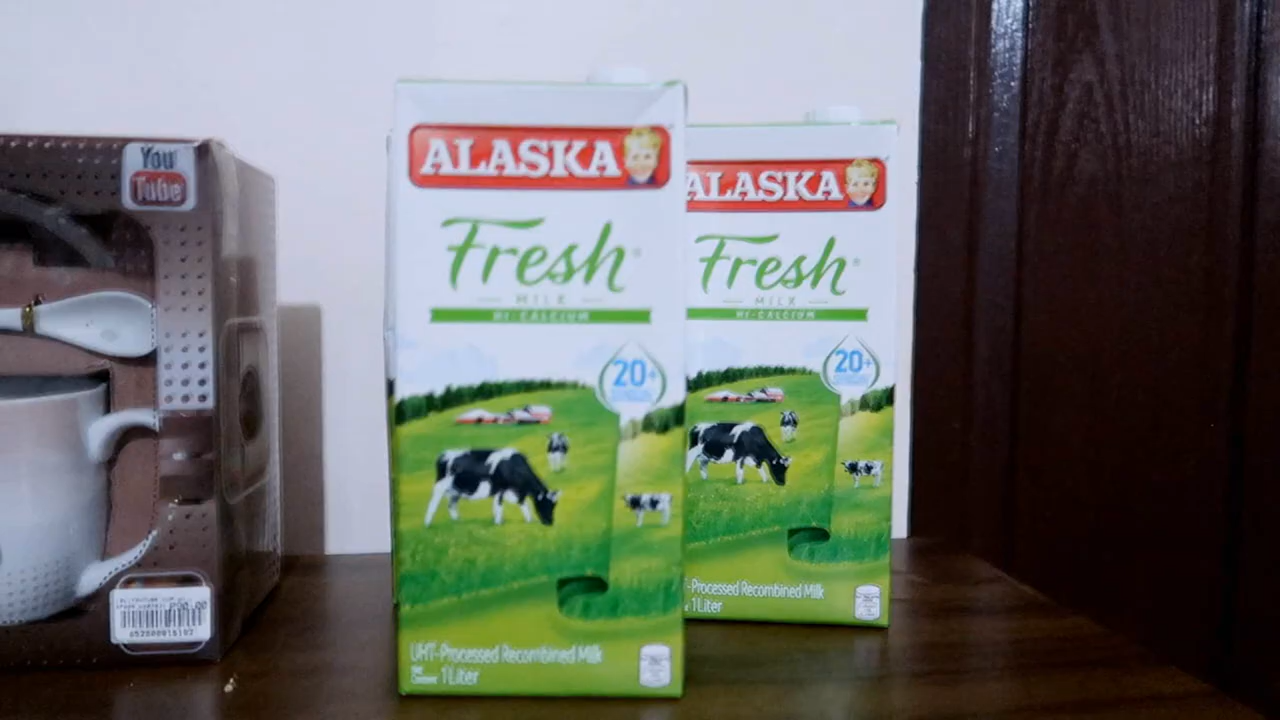 You
Tube
652000916192
ALASKA
Fresh
MILK
HI-CALCIUM
20+
UHT-Processed Recombined Milk
1 Liter
ALASKA
Fresh
MILK
HI-CALCIUM
20+
-Processed Recombined Milk
1 Liter